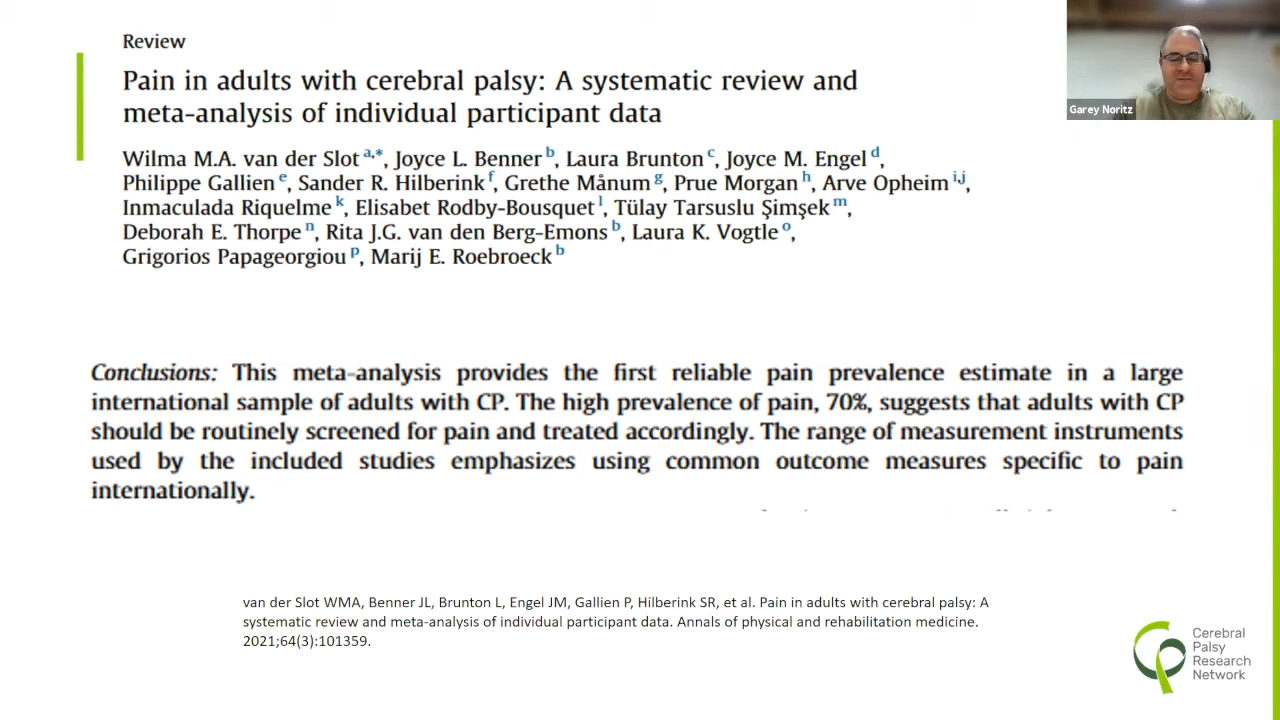 Review
Pain in adults with cerebral palsy: A systematic review and
meta-analysis of individual participant data
Wilma M.A. van der Slot a,*, Joyce L. Benner b, Laura Brunton c, Joyce M. Engel d,
Philippe Gallien e, Sander R. Hilberink f, Grethe Månum g, Prue Morgan h, Arve Opheim i,j,
Inmaculada Riquelme k, Elisabet Rodby-Bousquet l, Tülay Tarsuslu Şimşek m,
Deborah E. Thorpe n, Rita J.G. van den Berg-Emons b, Laura K. Vogtle o,
Grigorios Papageorgiou p, Marij E. Roebroeck b
Conclusions: This meta-analysis provides the first reliable pain prevalence estimate in a large
international sample of adults with CP. The high prevalence of pain, 70%, suggests that adults with CP
should be routinely screened for pain and treated accordingly. The range of measurement instruments
used by the included studies emphasizes using common outcome measures specific to pain
internationally.
van der Slot WMA, Benner JL, Brunton L, Engel JM, Gallien P, Hilberink SR, et al. Pain in adults with cerebral palsy: A
systematic review and meta-analysis of individual participant data. Annals of physical and rehabilitation medicine.
2021;64(3):101359.
Garey Noritz
Cerebral
Palsy
Research
Network